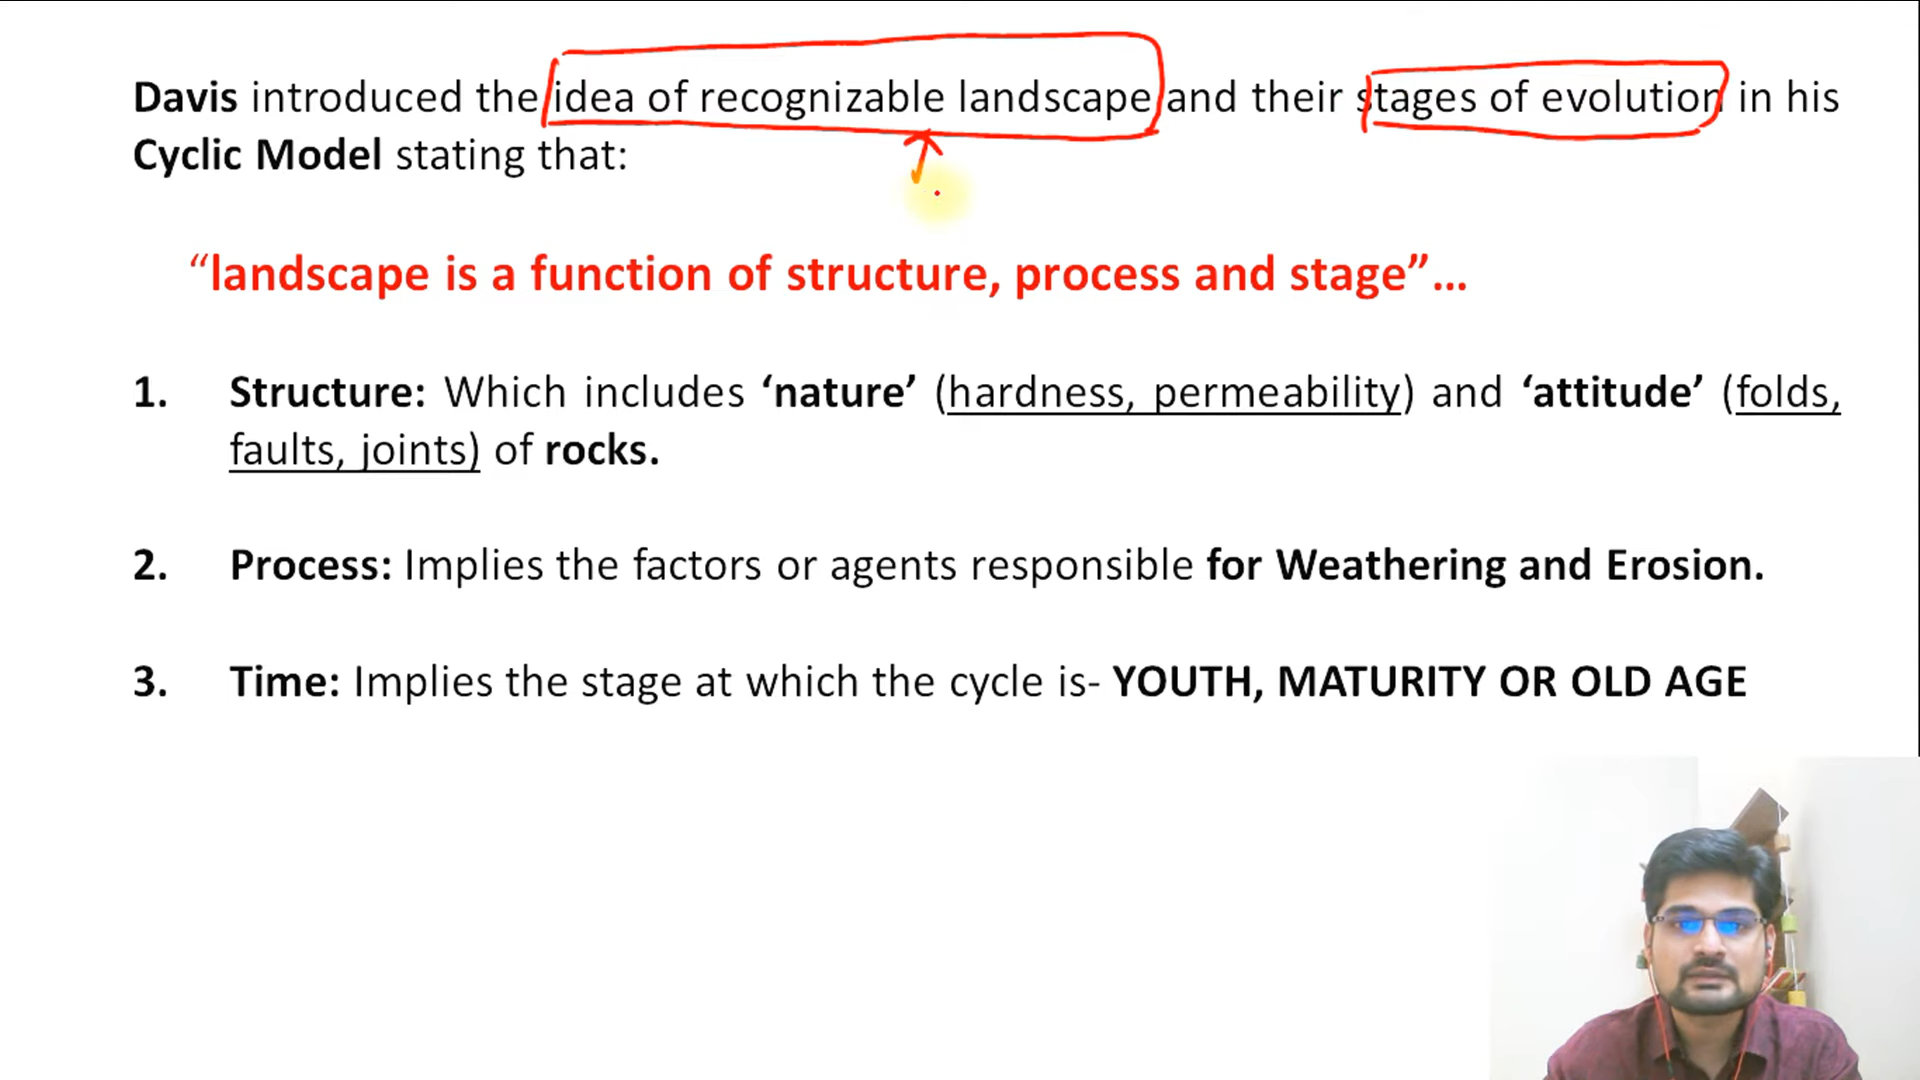 Davis introduced the idea of recognizable landscape and their stages of evolution in his
Cyclic Model stating that:
“landscape is a function of structure, process and stage”...
1. Structure: Which includes ‘nature’ (hardness, permeability) and ‘attitude’ (folds,
faults, joints) of rocks.
2. Process: Implies the factors or agents responsible for Weathering and Erosion.
3. Time: Implies the stage at which the cycle is- YOUTH, MATURITY OR OLD AGE